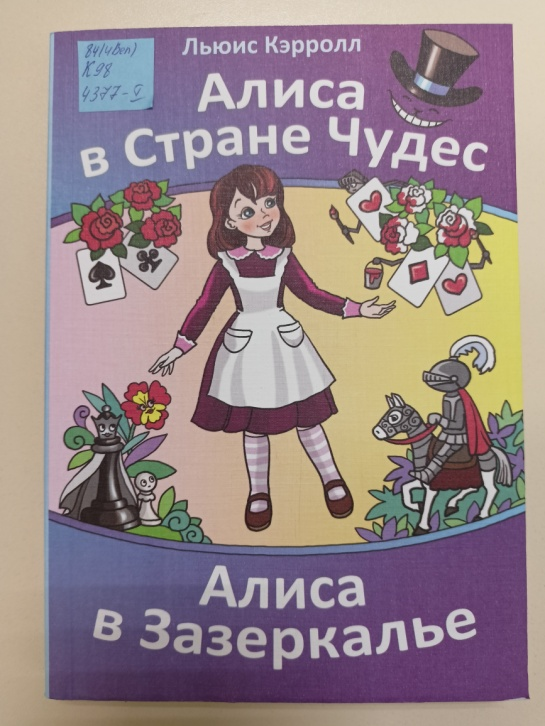 84(4Вел)
К98
4377-
Льюис Кэрролл
Алиса
в Стране Чудес
Алиса
в Зазеркалье